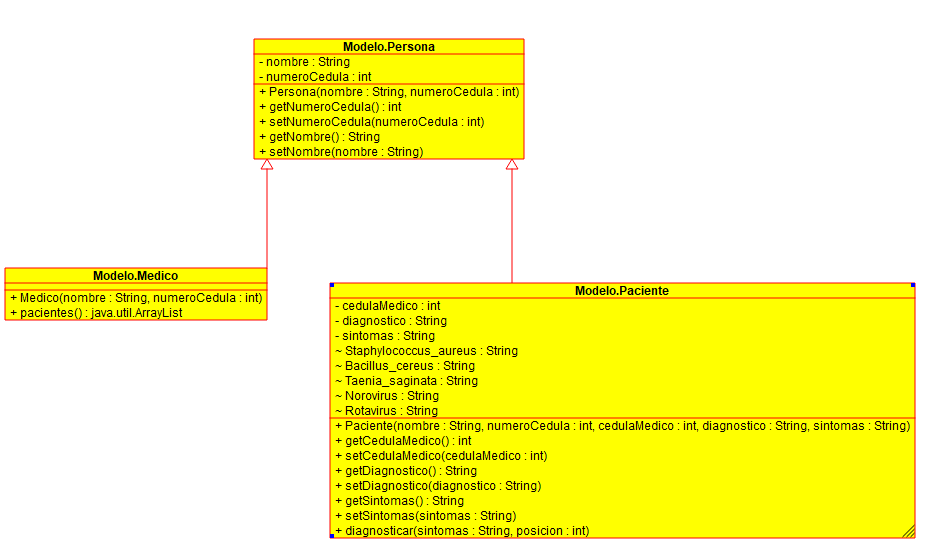 Modelo.Persona
- nombre : String
- numeroCedula : int
+ Persona(nombre : String, numeroCedula : int)
+ getNumeroCedula() : int
+ setNumeroCedula(numeroCedula : int)
+ getNombre() : String
+ setNombre(nombre : String)
Modelo.Medico
+ Medico(nombre : String, numeroCedula : int)
+ pacientes() : java.util.ArrayList
Modelo.Paciente
- cedulaMedico : int
- diagnostico : String
- sintomas : String
~ Staphylococcus_aureus : String
~ Bacillus_cereus : String
~ Taenia_saginata : String
~ Norovirus : String
~ Rotavirus : String
+ Paciente(nombre : String, numeroCedula : int, cedulaMedico : int, diagnostico : String, sintomas : String)
+ getCedulaMedico() : int
+ setCedulaMedico(cedulaMedico : int)
+ getDiagnostico() : String
+ setDiagnostico(diagnostico : String)
+ getSintomas() : String
+ setSintomas(sintomas : String)
+ diagnosticar(sintomas : String, posicion : int)